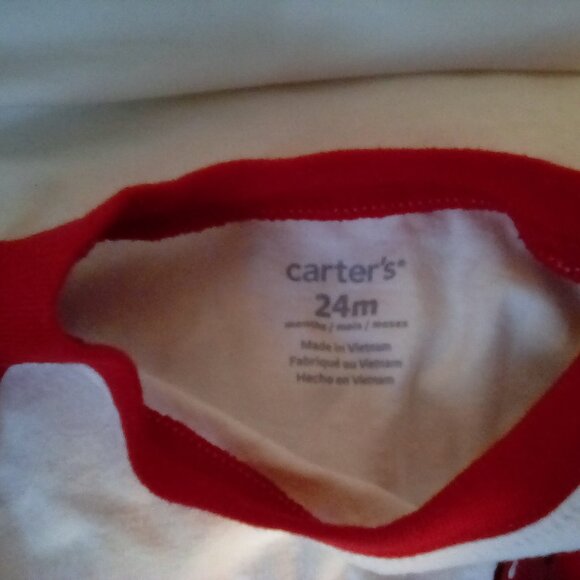 carter's
24m
months / mois / meses
Made in Vietnam
Fabriqué au Vietnam
Hecho en Vietnam